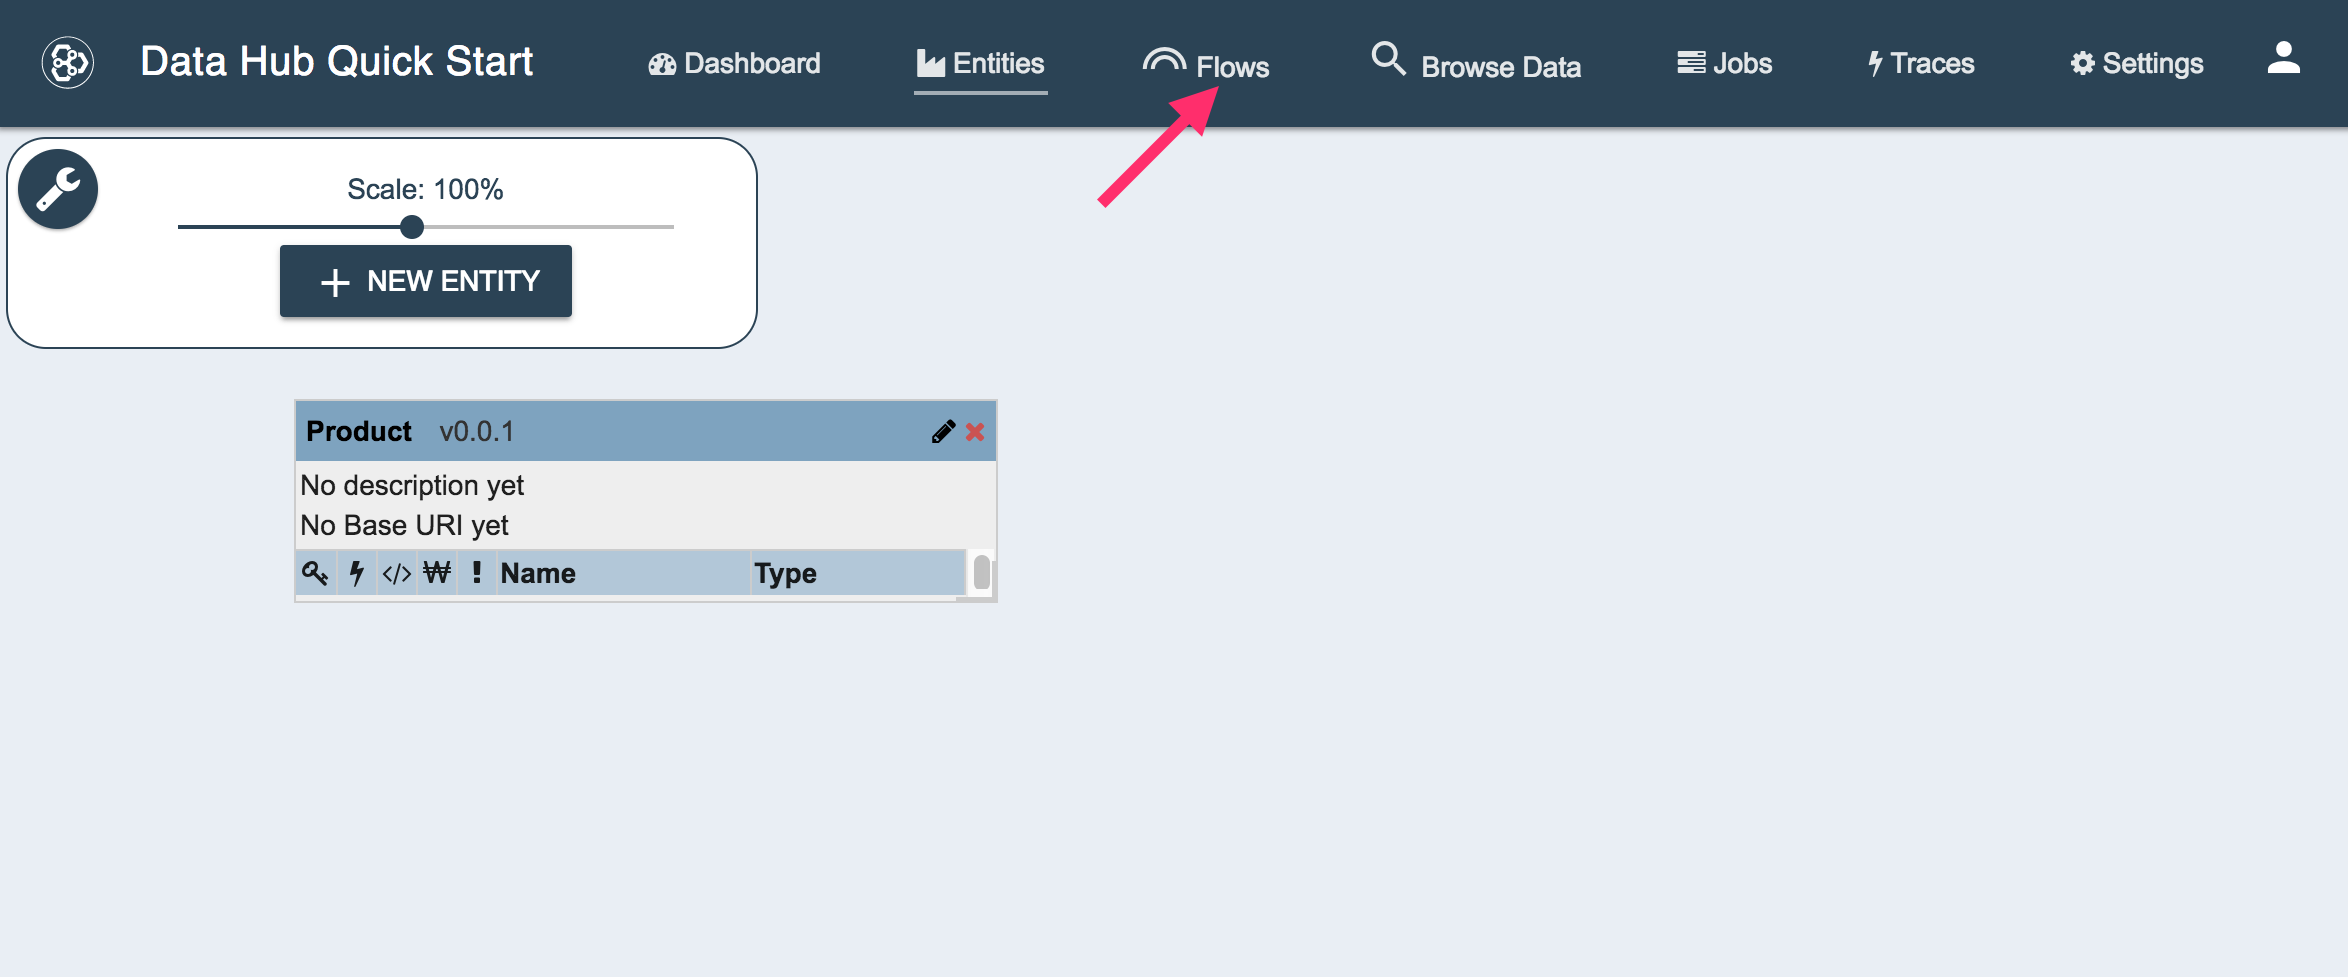 Data Hub Quick Start
Dashboard
Entities
Flows
Browse Data
Jobs
Traces
Settings
Scale: 100%
NEW ENTITY
Product v0.0.1
No description yet
No Base URI yet
Name Type